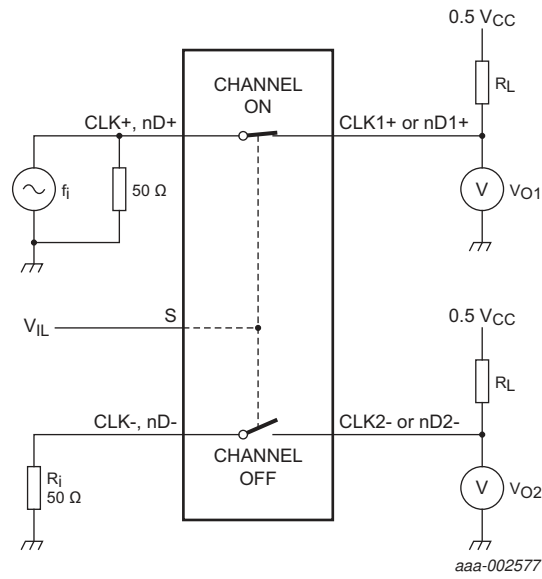 0.5 VCC
CHANNEL
ON
RL
CLK+, nD+
CLK1+ or nD1+
fi
50 Ω
V
VO1
S
VIL
0.5 VCC
RL
CLK-, nD-
CLK2- or nD2-
CHANNEL
OFF
Ri
50 Ω
V
VO2
aaa-002577